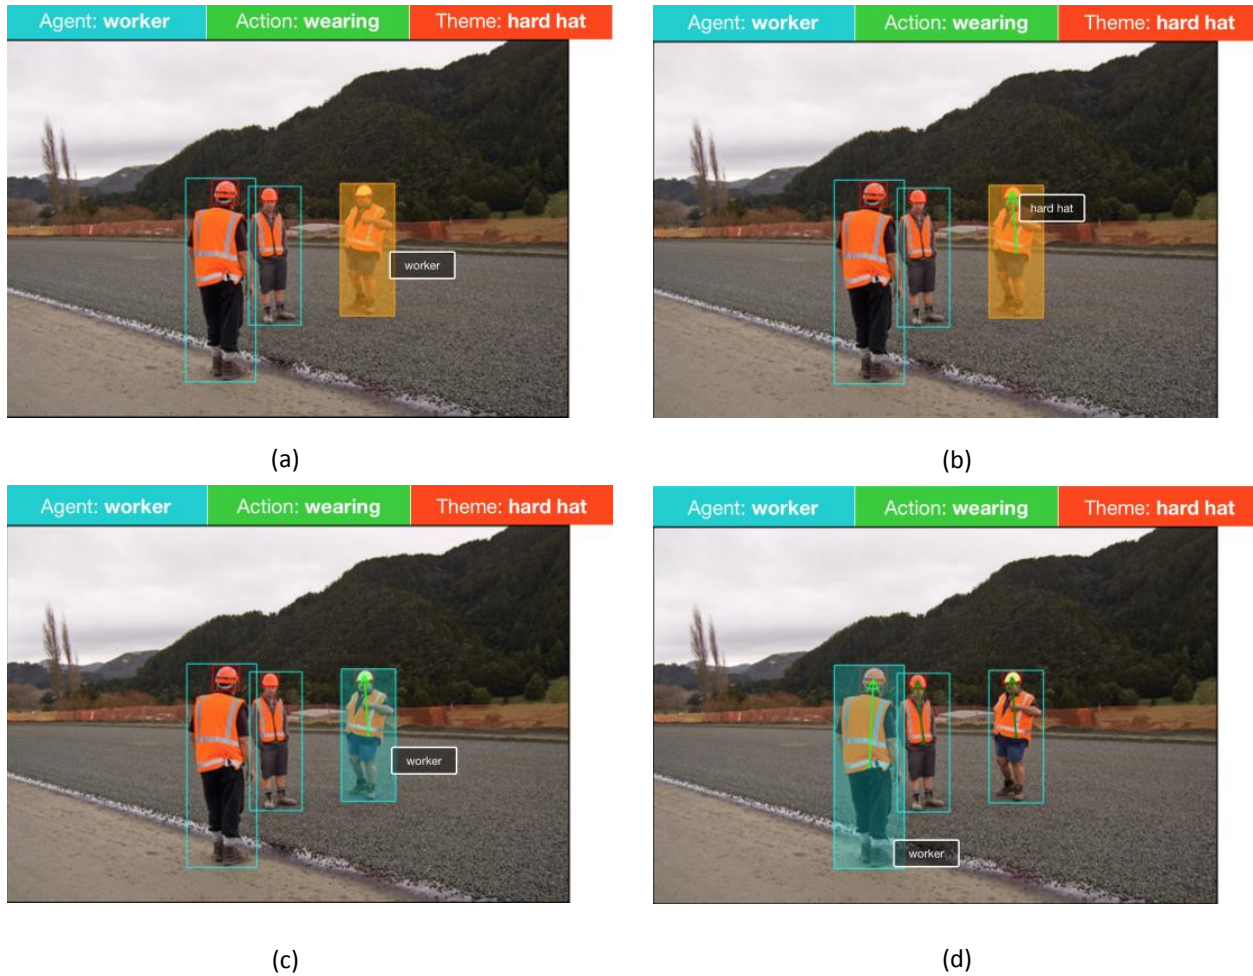 Agent: worker Action: wearing Theme: hard hat
Agent: worker Action: wearing Theme: hard hat
worker
hard hat
(a)
(b)
Agent: worker Action: wearing Theme: hard hat
Agent: worker Action: wearing Theme: hard hat
worker
worker
(c)
(d)